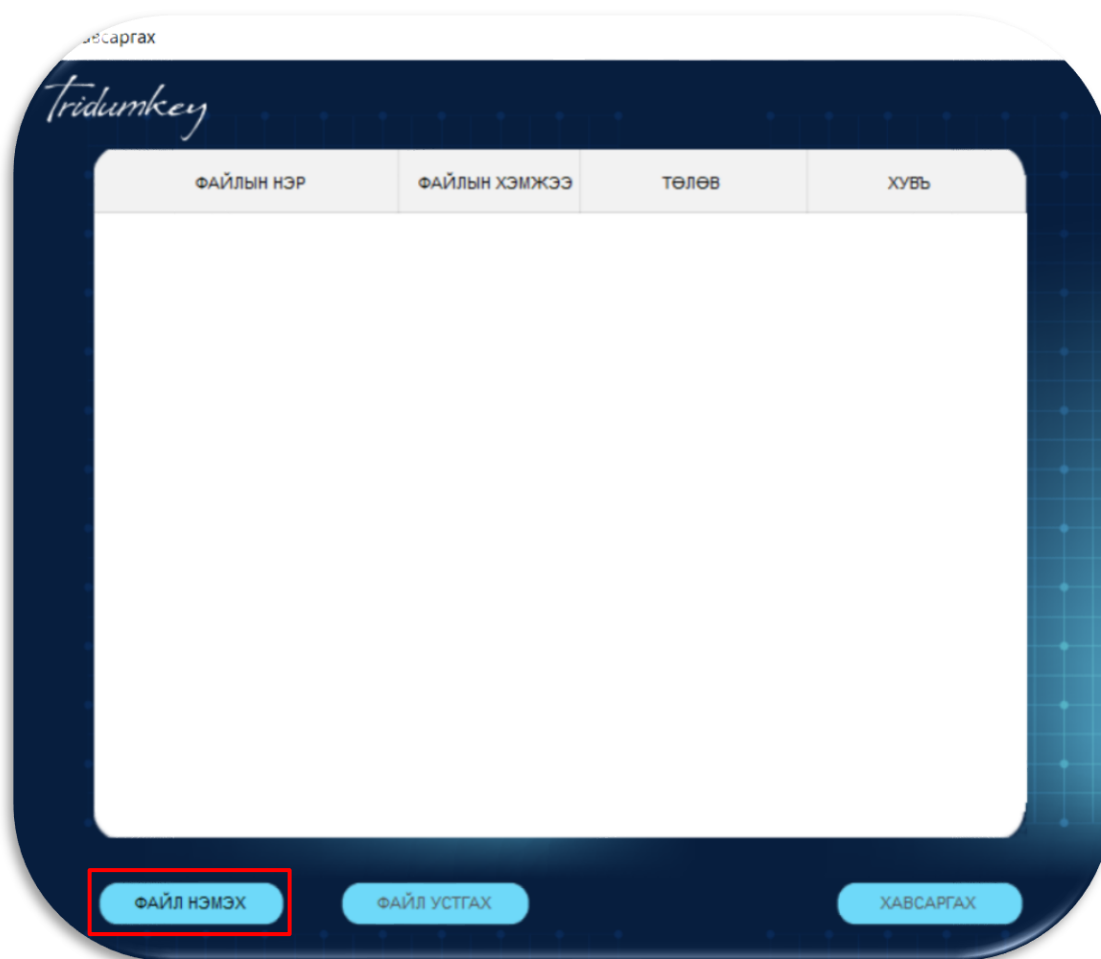 Tridumkey
ФАЙЛЫН НЭР ФАЙЛЫН ХЭМЖЭЭ ТӨЛӨВ ХУВЬ
ФАЙЛ НЭМЭХ ФАЙЛ УСТГАХ ХАВСАРГАХ